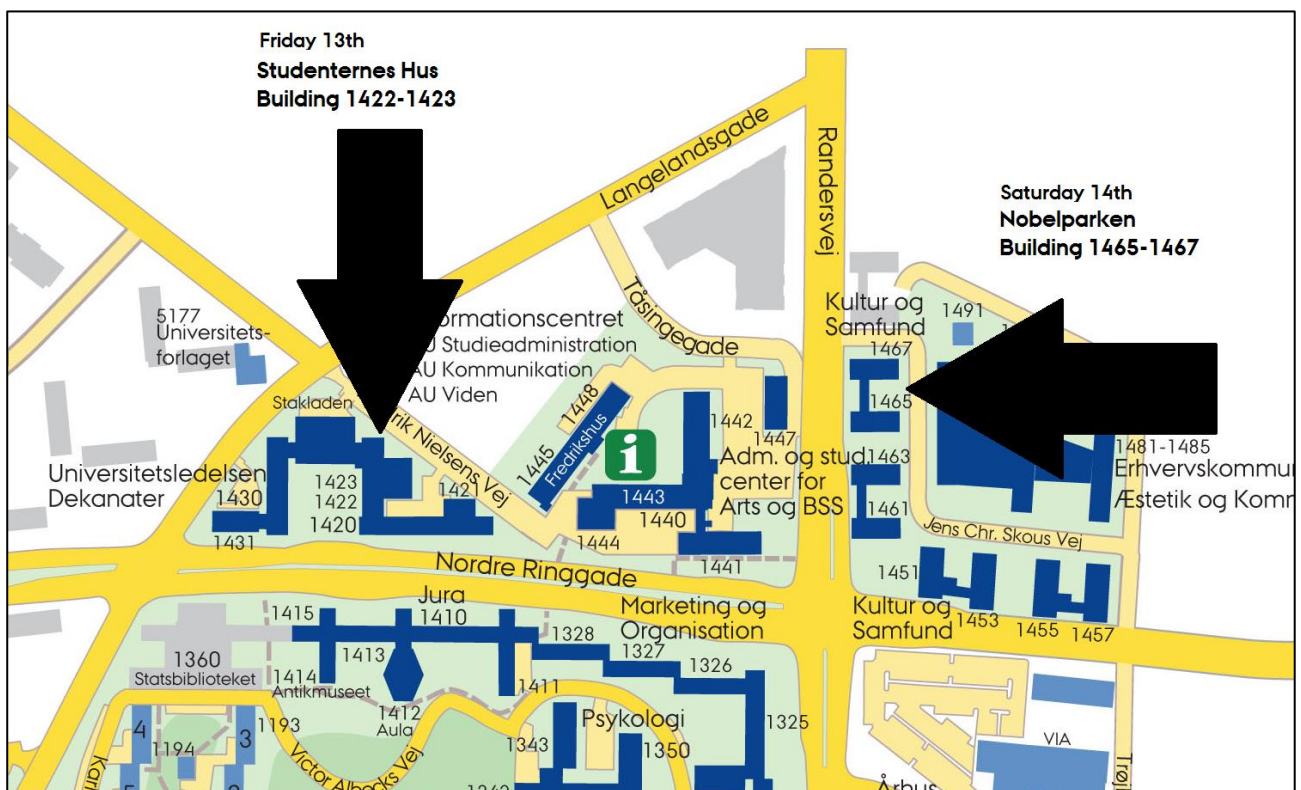 Friday 13th
Studenternes Hus
Building 1422-1423
Saturday 14th
Nobelparken
Building 1465-1467
Langelandsgade
Randersvej
Tåsingegade
5177
Universitets-
forlaget
ormationscentret
U Studieadministration
AU Kommunikation
AU Viden
Kultur og
Samfund
1491
1467
1465
1463
1461
Stakladen
rik Nielsens Vej
1448
1445
Fredrikshus
i
1442
1447
Adm. og stud.
center for
Arts og BSS
1443
1440
1444
1441
Universitetsledelsen
Dekanater
1430
1431
1423
1422
1420
142
1481-1485
Erhvervskommu
Æstetik og Komm
Jens Chr. Skous Vej
Nordre Ringgade
1451
1453
1455
1457
Kultur og
Samfund
Jura
1415
1410
1413
1414
Antikmuseet
1412
Aula
1411
Marketing og
Organisation
1328
1327
1326
1325
1360
Statsbiblioteket
4
1194
1193
3
Victor Albecks Vej
Psykologi
1343
1350
VIA
Århus